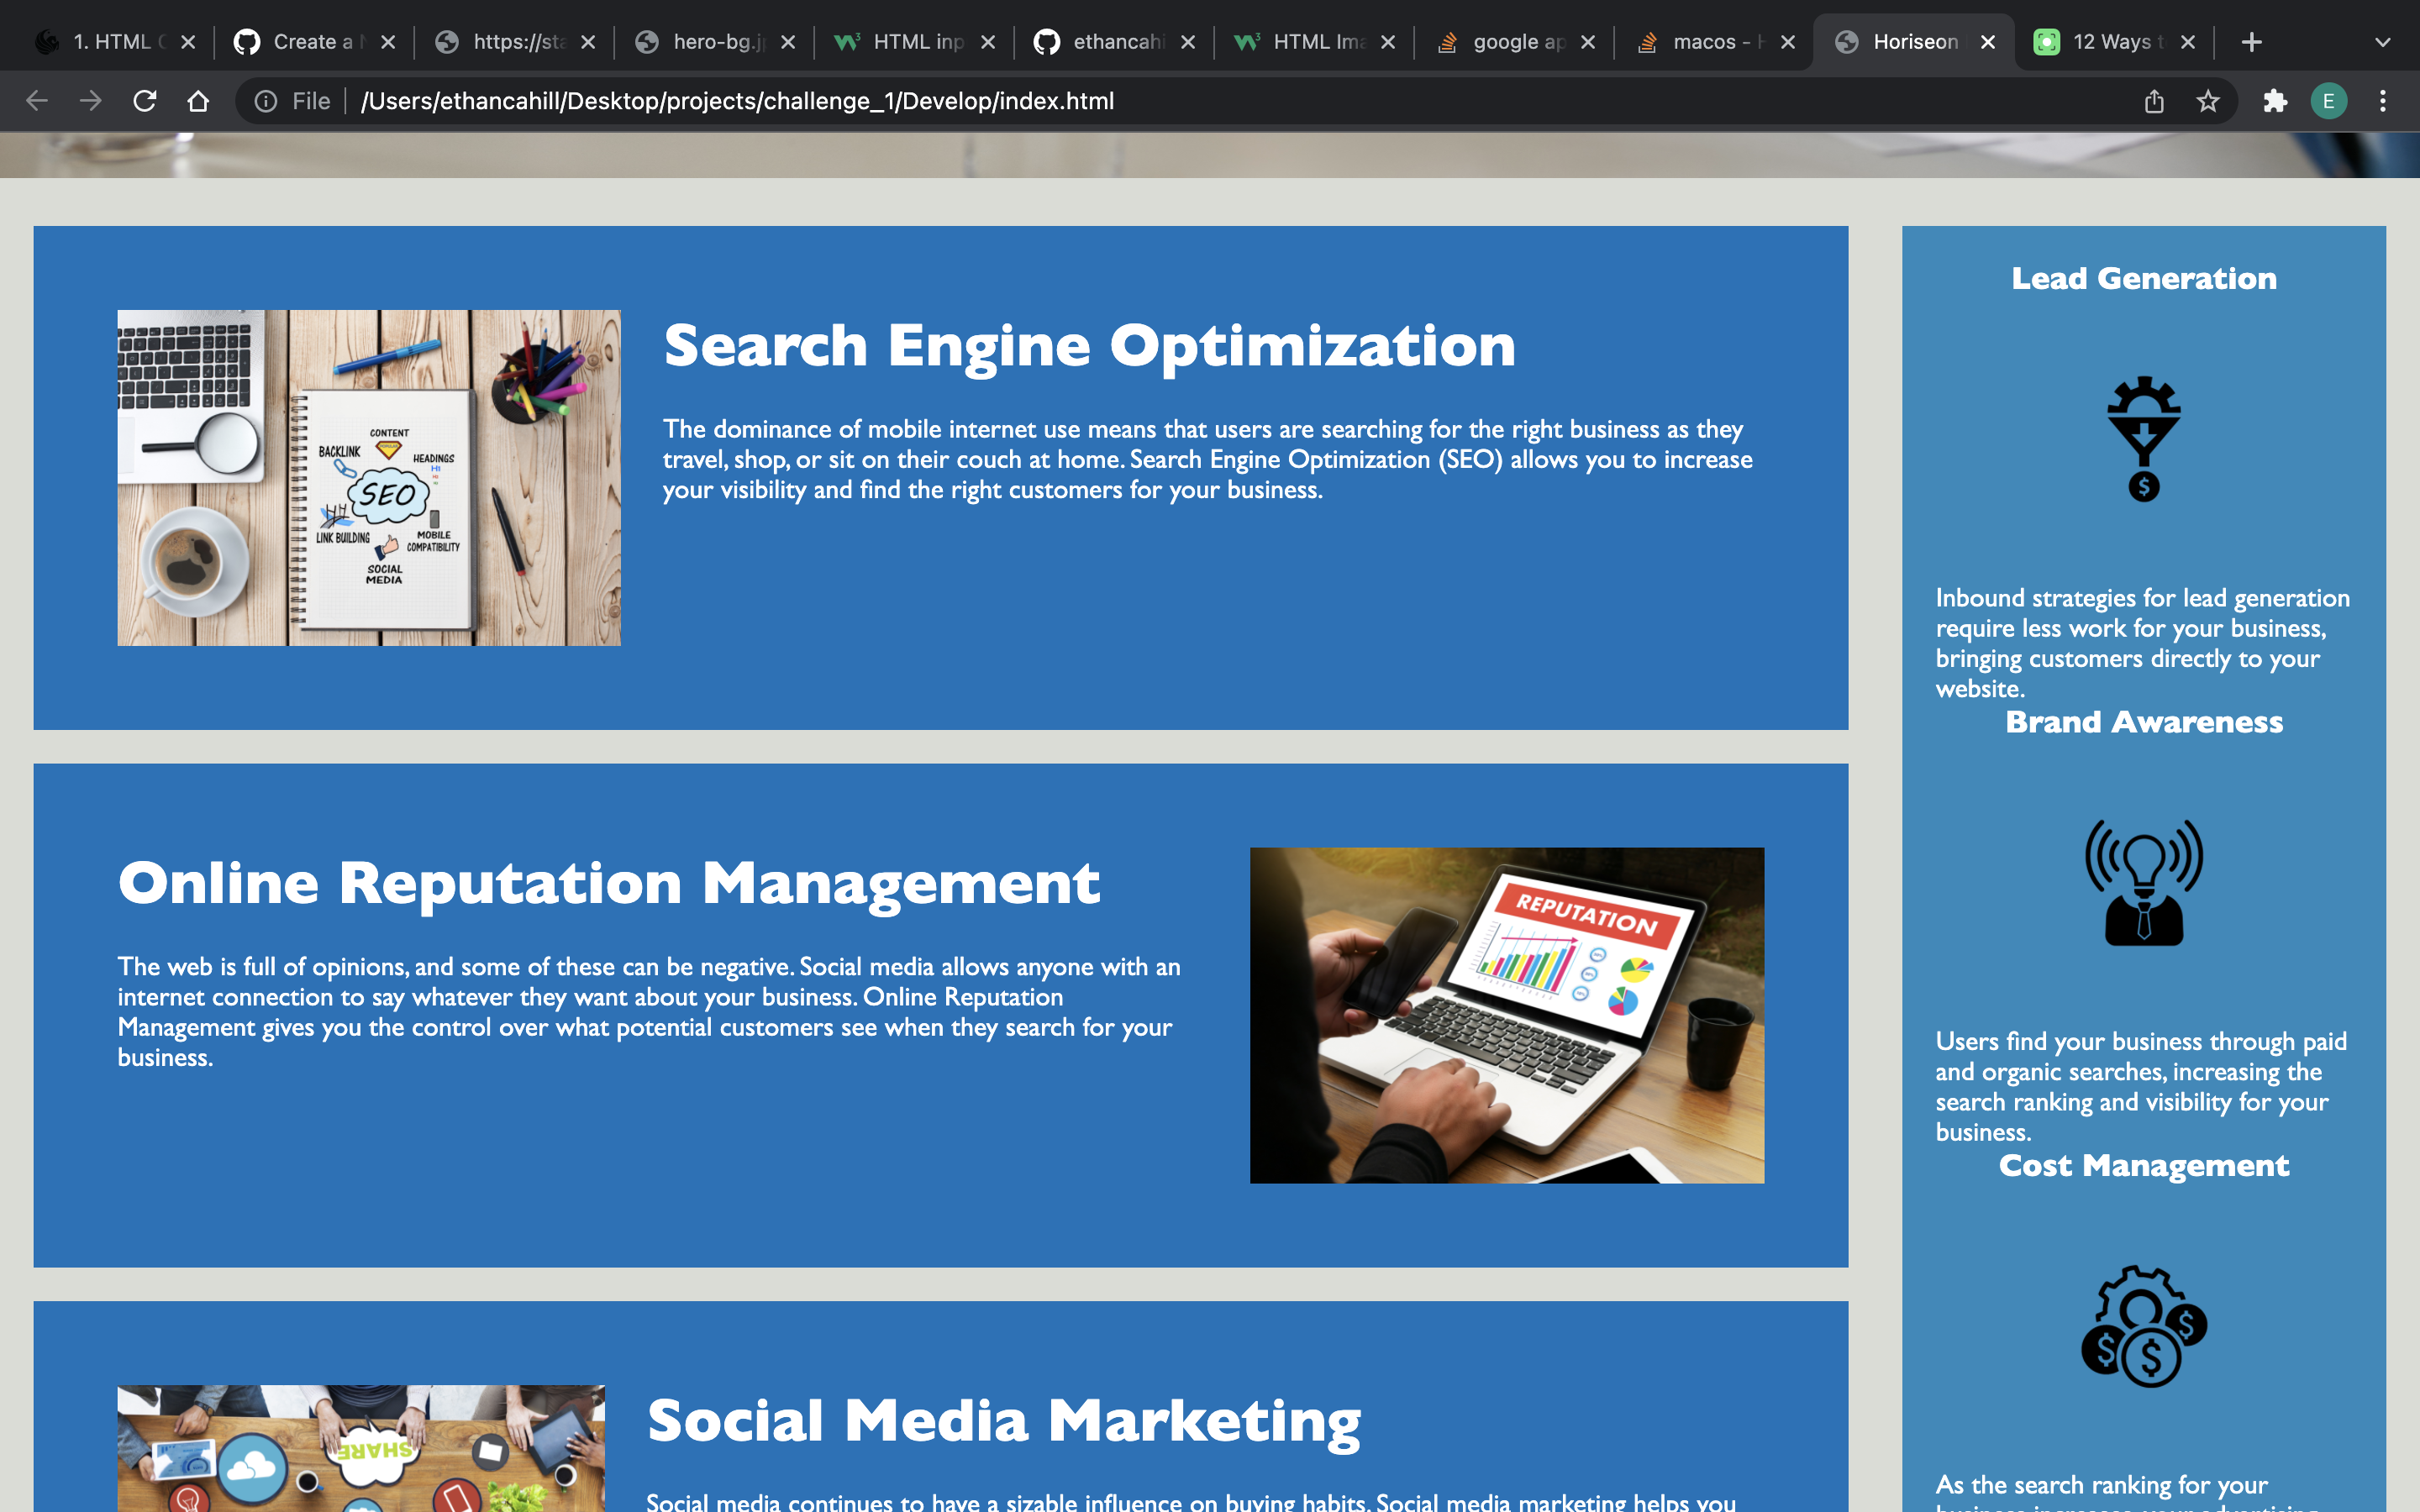 1. HTML
Create a
https://sta
hero-bg.j
HTML inp
ethancahi
HTML Ima
google ap
macos -
Horiseon
12 Ways
File
/Users/ethancahill/Desktop/projects/challenge_1/Develop/index.html
E
Search Engine Optimization
The dominance of mobile internet use means that users are searching for the right business as they
travel, shop, or sit on their couch at home. Search Engine Optimization (SEO) allows you to increase
your visibility and find the right customers for your business.
CONTENT
BACKLINK
HEADINGS
H1
SEO
LINK BUILDING
MOBILE
COMPATIBILITY
SOCIAL
MEDIA
Online Reputation Management
The web is full of opinions, and some of these can be negative. Social media allows anyone with an
internet connection to say whatever they want about your business. Online Reputation
Management gives you the control over what potential customers see when they search for your
business.
REPUTATION
Social Media Marketing
Social media continues to have a sizable influence on buying habits. Social media marketing helps you
SHARE
Lead Generation
$
Inbound strategies for lead generation
require less work for your business,
bringing customers directly to your
website.
Brand Awareness
Users find your business through paid
and organic searches, increasing the
search ranking and visibility for your
business.
Cost Management
$ $ $
As the search ranking for your
business increases, your advertising